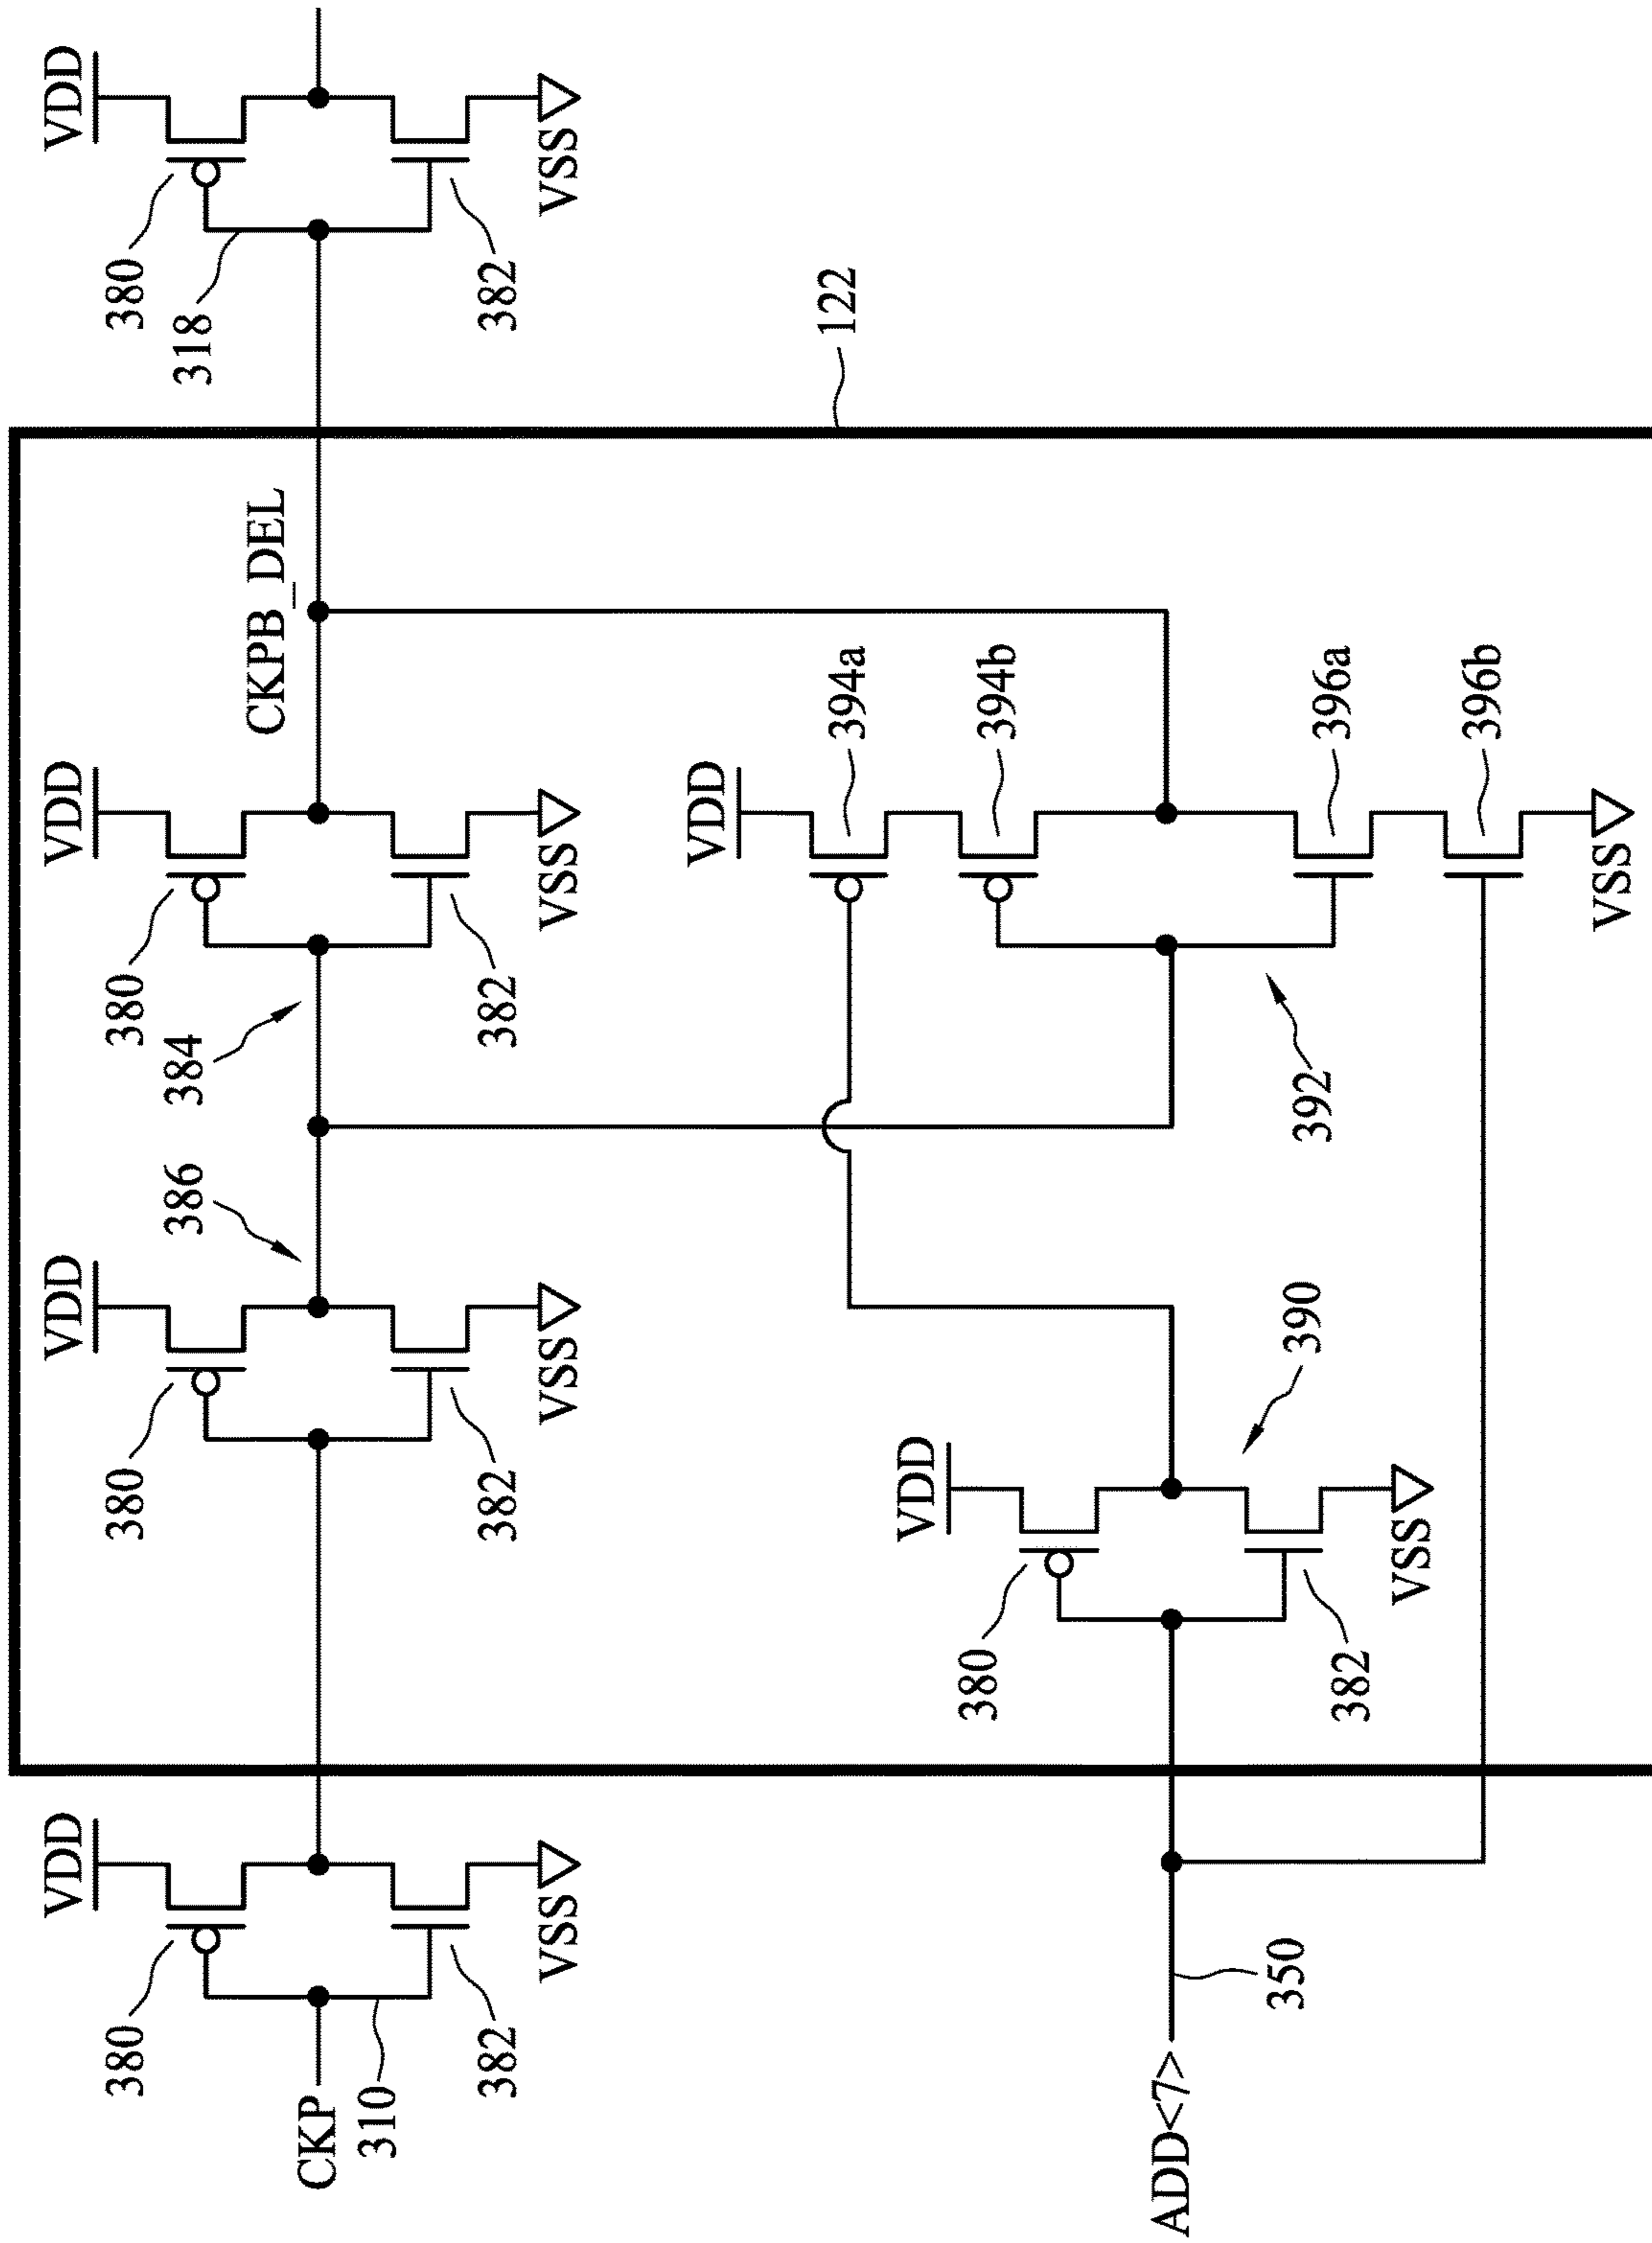 VDD
VDD
VDD
VDD
380
380
380
380
318
384
386
310
CKP
CKPB_DEL
382
382
382
382
VSS
VSS
VSS
VSS
122
VDD
394a
394b
396a
396b
392
VSS
VDD
380
382
390
VSS
ADD<7>
350